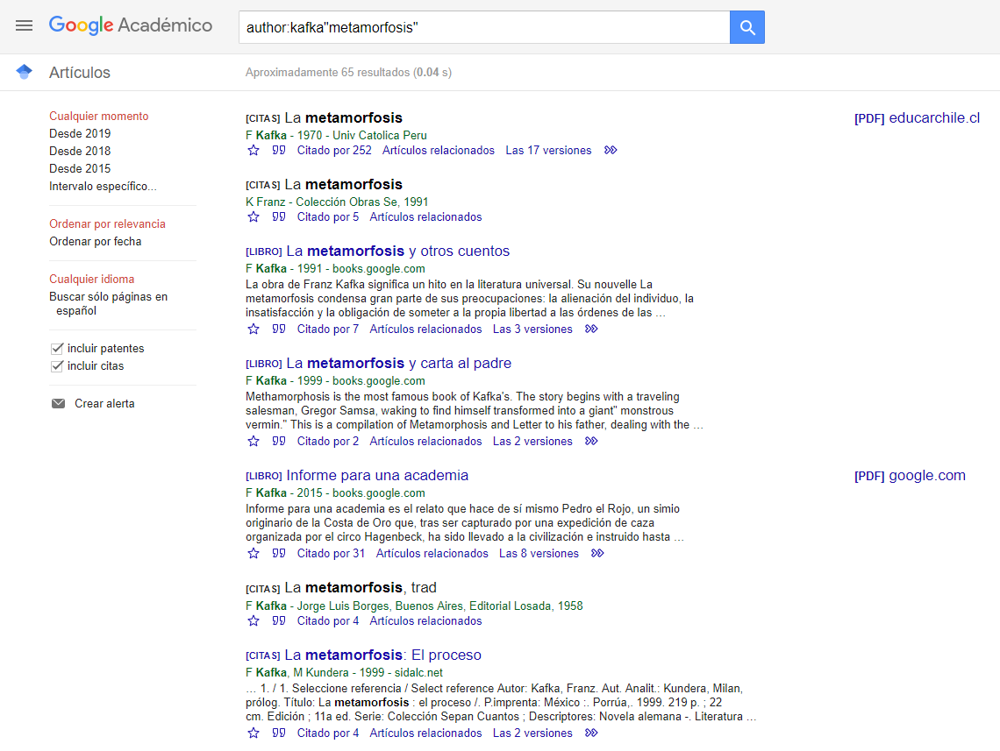 Google Académico
author:kafka"metamorfosis"
Artículos
Aproximadamente 65 resultados (0.04 s)
Cualquier momento
Desde 2019
Desde 2018
Desde 2015
Intervalo específico...
Ordenar por relevancia
Ordenar por fecha
Cualquier idioma
Buscar sólo páginas en
español
incluir patentes
incluir citas
Crear alerta
[CITAS] La metamorfosis
F Kafka - 1970 - Univ Catolica Peru
Citado por 252 Artículos relacionados Las 17 versiones
[PDF] educarchile.cl
[CITAS] La metamorfosis
K Franz - Colección Obras Se, 1991
Citado por 5 Artículos relacionados
[LIBRO] La metamorfosis y otros cuentos
F Kafka - 1991 - books.google.com
La obra de Franz Kafka significa un hito en la literatura universal. Su nouvelle La
metamorfosis condensa gran parte de sus preocupaciones: la alienación del individuo, la
insatisfacción y la obligación de someter a la propia libertad a las órdenes de las …
Citado por 7 Artículos relacionados Las 3 versiones
[LIBRO] La metamorfosis y carta al padre
F Kafka - 1999 - books.google.com
Methamorphosis is the most famous book of Kafka's. The story begins with a traveling
salesman, Gregor Samsa, waking to find himself transformed into a giant" monstrous
vermin." This is a compilation of Metamorphosis and Letter to his father, dealing with the …
Citado por 2 Artículos relacionados Las 2 versiones
[LIBRO] Informe para una academia
F Kafka - 2015 - books.google.com
Informe para una academia es el relato que hace de sí mismo Pedro el Rojo, un simio
originario de la Costa de Oro que, tras ser capturado por una expedición de caza
organizada por el circo Hagenbeck, ha sido llevado a la civilización e instruido hasta …
Citado por 31 Artículos relacionados Las 8 versiones
[PDF] google.com
[CITAS] La metamorfosis, trad
F Kafka - Jorge Luis Borges, Buenos Aires, Editorial Losada, 1958
Citado por 4 Artículos relacionados
[CITAS] La metamorfosis: El proceso
F Kafka, M Kundera - 1999 - sidalc.net
… 1. / 1. Seleccione referencia / Select reference Autor: Kafka, Franz. Aut. Analit.: Kundera, Milan,
prólog. Título: La metamorfosis : el proceso /. P.imprenta: México :. Porrúa,. 1999. 219 p. ; 22
cm. Edición ; 11a ed. Serie: Colección Sepan Cuantos ; Descriptores: Novela alemana -. Literatura …
Citado por 4 Artículos relacionados Las 2 versiones